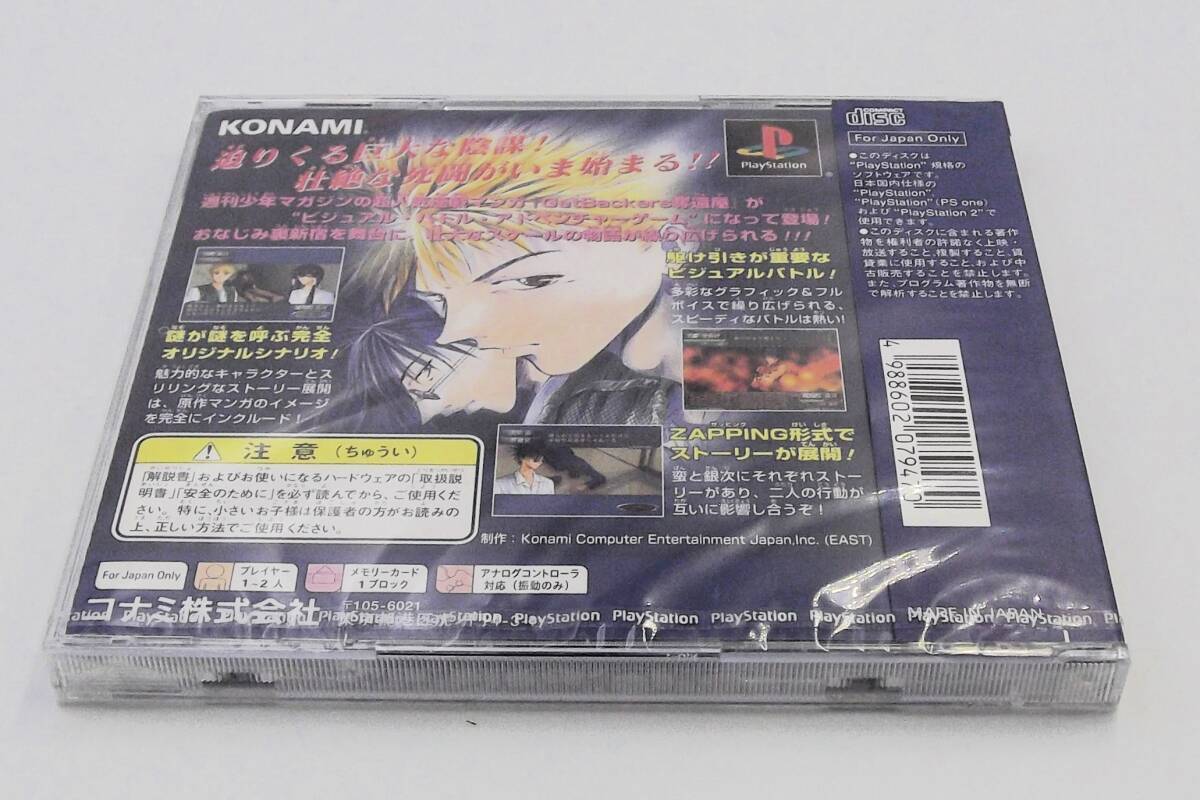 KONAMI
迫りくる巨大な陰謀!
壮絶な死闘がいま始まる!!
週刊少年マガジンの超人気連載マンガ『GetBackers奪還屋』が
"ビジュアル・バトル・アドベンチャーゲーム"になって登場!
おなじみ裏新宿を舞台に、壮大なスケールの物語が繰り広げられる!!!
謎が謎を呼ぶ完全
オリジナルシナリオ!
魅力的なキャラクターとス
リリングなストーリー展開
は、原作マンガのイメージ
を完全にインクルード!
駆け引きが重要な
ビジュアルバトル!
多彩なグラフィック&フル
ボイスで繰り広げられる、
スピーディなバトルは熱い!
ZAPPING形式で
ストーリーが展開!
蛮と銀次にそれぞれストー
リーがあり、二人の行動が
互いに影響し合うぞ!
注意(ちゅうい)
「解説書」およびお使いになるハードウェアの「取扱説
明書」「安全のために」を必ず読んでから、ご使用くだ
さい。特に、小さいお子様は保護者の方がお読みの
上、正しい方法でご使用ください。
制作:Konami Computer Entertainment Japan,Inc. (EAST)
For Japan Only
プレイヤー
1~2人
メモリーカード
1ブロック
アナログコントローラ
対応(振動のみ)
コナミ株式会社
〒105-6021
PlayStation PlayStation PlayStation PlayStation PlayStation
PlayStation
COMPACT
disc
For Japan Only
●このディスクは
"PlayStation"規格の
ソフトウェアです。
日本国内仕様の
"PlayStation",
"PlayStation"(PS one)
および"PlayStation 2"で
使用できます。
●このディスクに含まれる著作
物を権利者の許諾なく上映・
放送すること、複製すること、賃
貸業に使用すること、および中
古販売することを禁止します。
また、プログラム著作物を無断
で解析することを禁止します。
4 988602 079470
MADE IN JAPAN